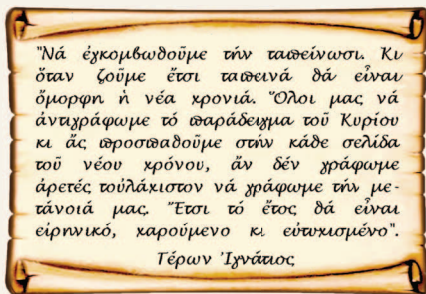 "Νά ἐγκομβωθοῦμε τήν ταπείνωσι. Κι
ὅταν ζοῦμε ἔτσι ταπεινά θά εἶναι
ὄμορφη ἡ νέα χρονιά. Ὅλοι μας νά
ἀντιγράφωμε τό παράδειγμα τοῦ Κυρίου
κι ἄς προσπαθοῦμε στήν κάθε σελίδα
τοῦ νέου χρόνου, ἄν δέν γράφωμε
ἀρετές τοὐλάχιστον νά γράφωμε τήν με-
τάνοιά μας. Ἔτσι τό ἔτος θά εἶναι
εἰρηνικό, χαρούμενο κι εὐτυχισμένο".
Γέρων Ἰγνάτιος